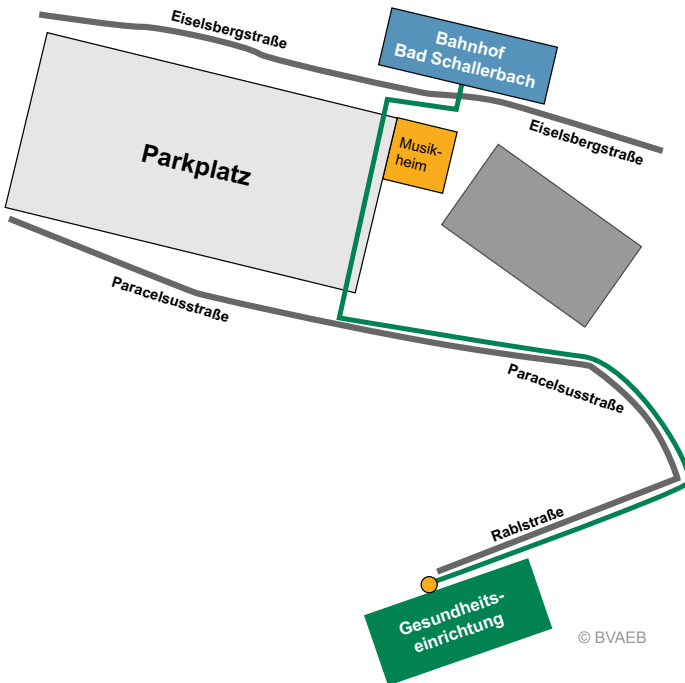 Eiselsbergstraße
Bahnhof
Bad Schallerbach
Eiselsbergstraße
Musik-
heim
Parkplatz
Paracelsusstraße
Paracelsusstraße
Rablstraße
Gesundheits-
einrichtung
© BVAEB